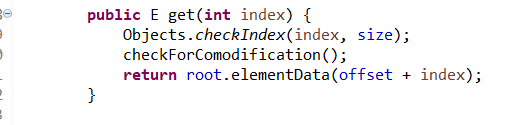 public E get(int index) {
Objects.checkIndex(index, size);
checkForComodification();
return root.elementData(offset + index);
}